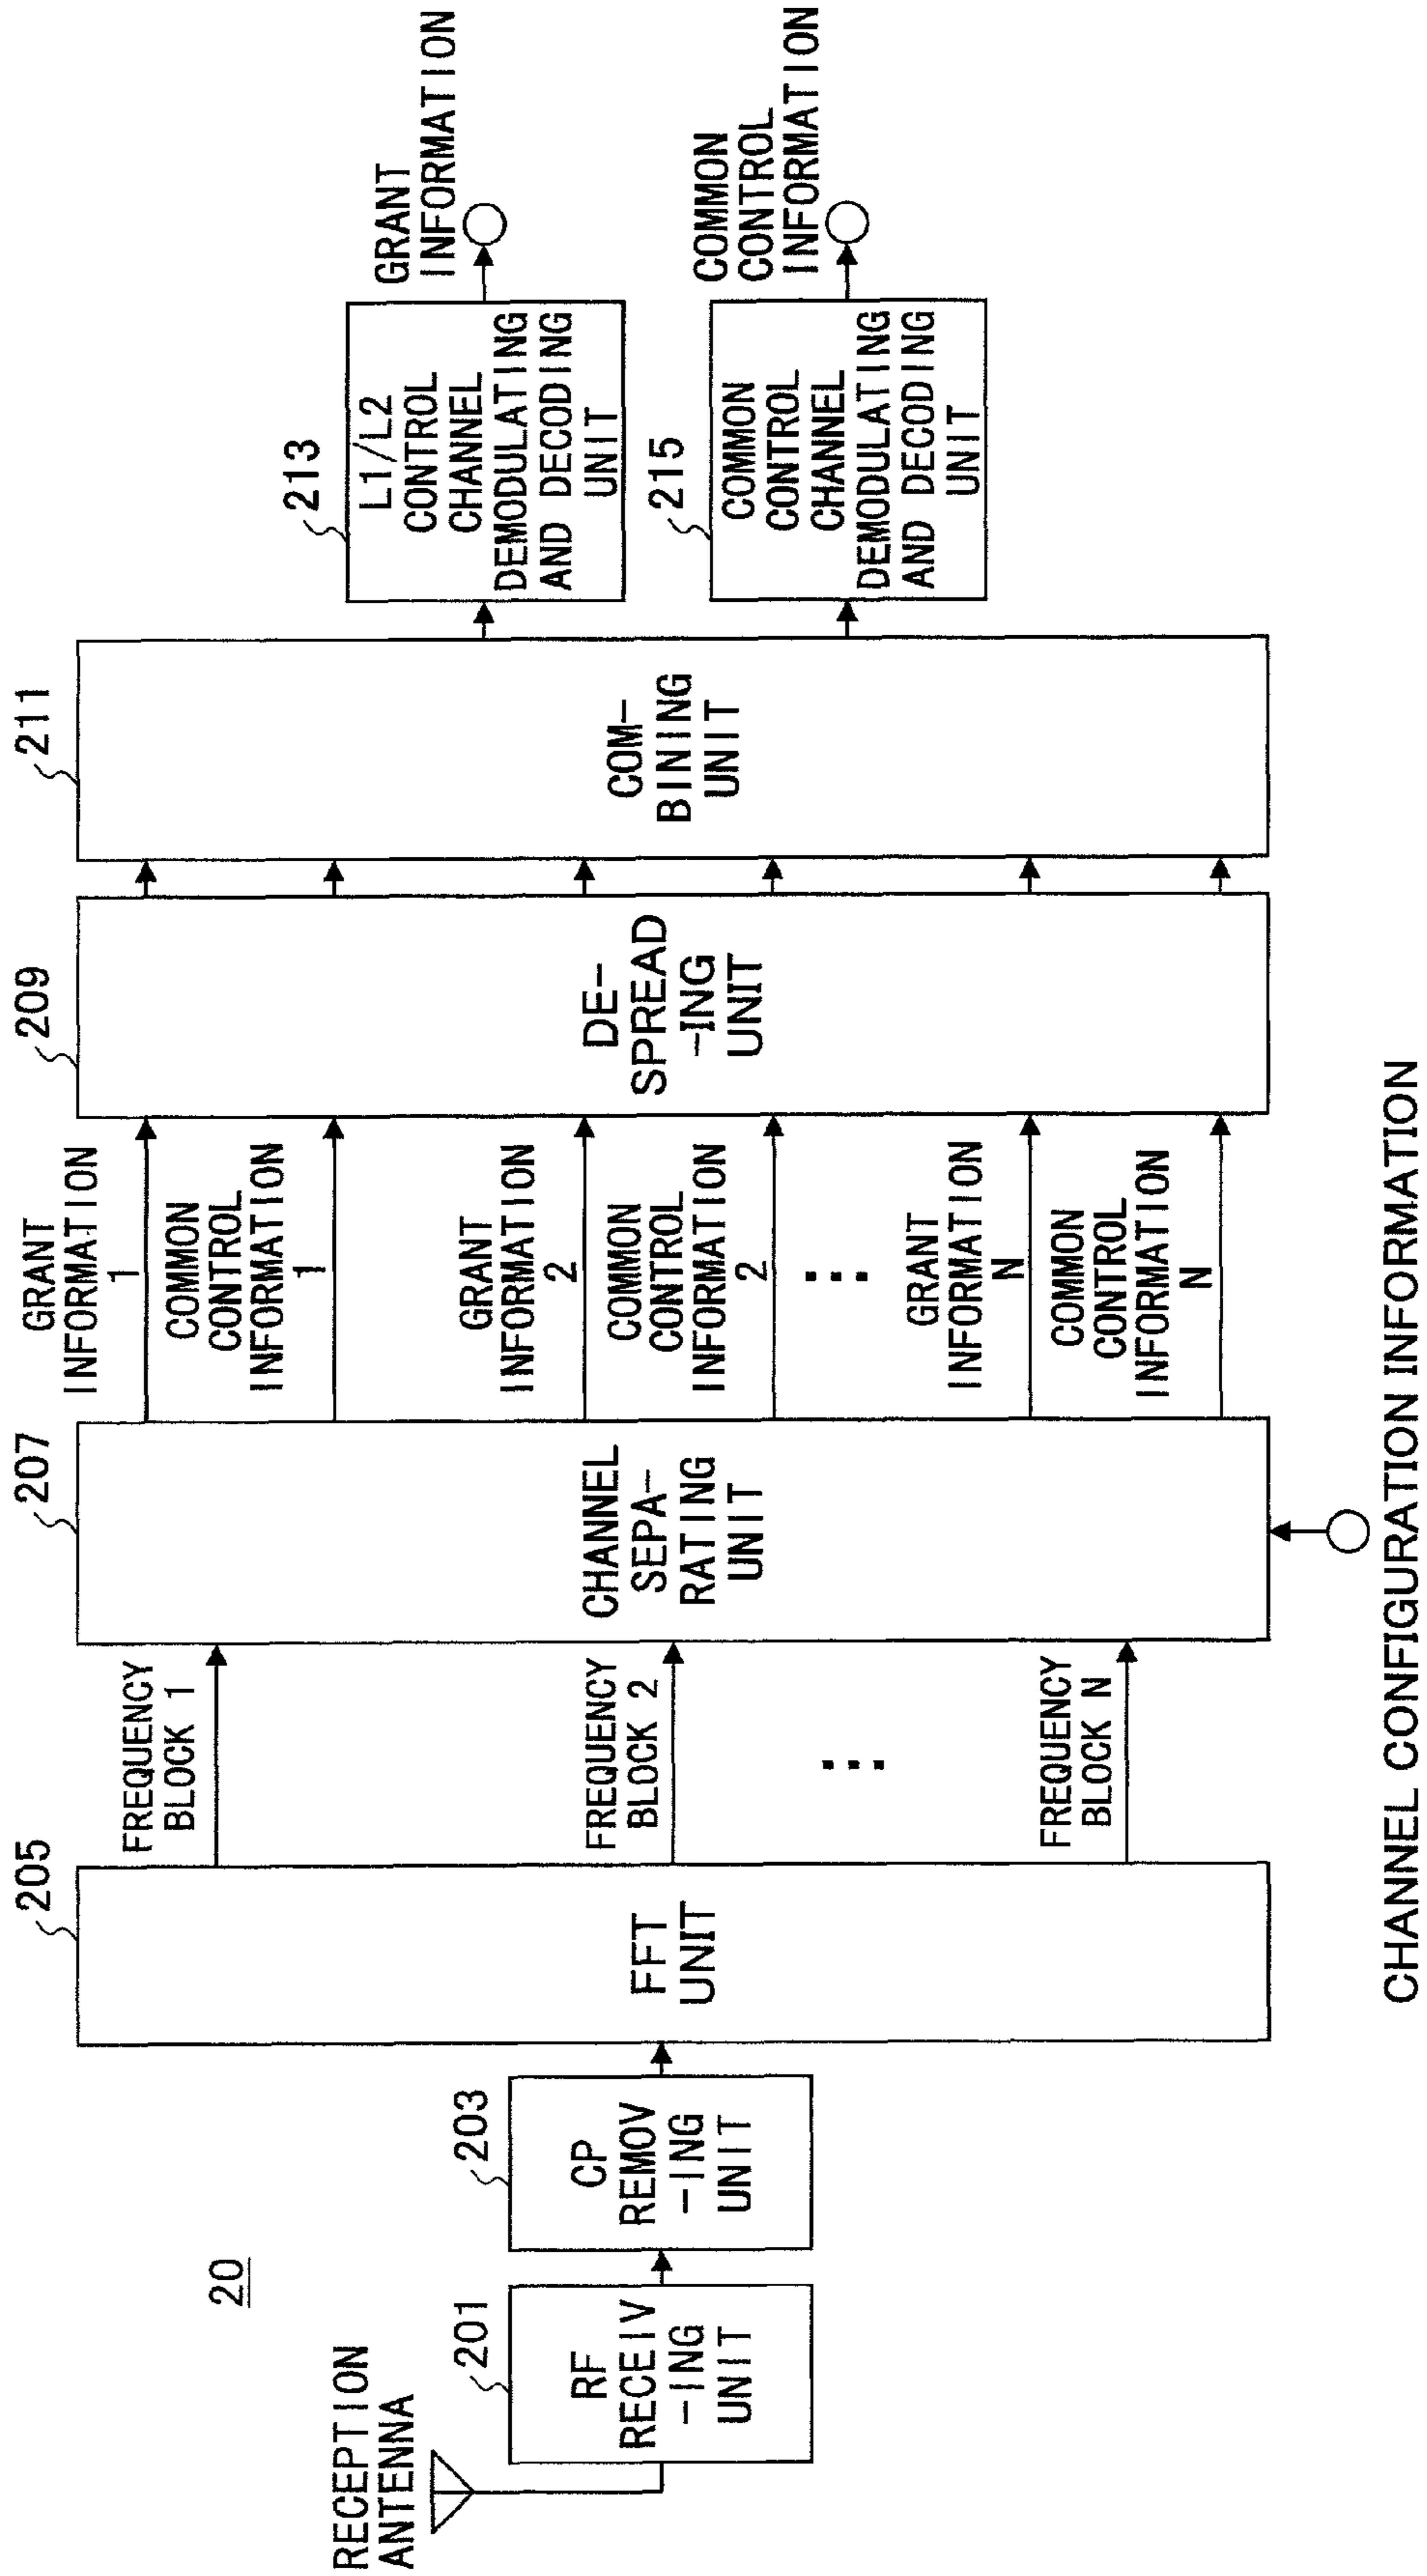 20
RECEPTION
ANTENNA
201
RF
RECEIV
-ING
UNIT
203
CP
REMOV
-ING
UNIT
205
FFT
UNIT
FREQUENCY
BLOCK 1
FREQUENCY
BLOCK 2
...
FREQUENCY
BLOCK N
207
CHANNEL
SEPA-
RATING
UNIT
CHANNEL CONFIGURATION INFORMATION
GRANT
INFORMATION
1
COMMON
CONTROL
INFORMATION
1
GRANT
INFORMATION
2
COMMON
CONTROL
INFORMATION
2
...
GRANT
INFORMATION
N
COMMON
CONTROL
INFORMATION
N
209
DE-
SPREAD
-ING
UNIT
211
COM-
BINING
UNIT
213
L1/L2
CONTROL
CHANNEL
DEMODULATING
AND DECODING
UNIT
GRANT
INFORMATION
215
COMMON
CONTROL
CHANNEL
DEMODULATING
AND DECODING
UNIT
COMMON
CONTROL
INFORMATION